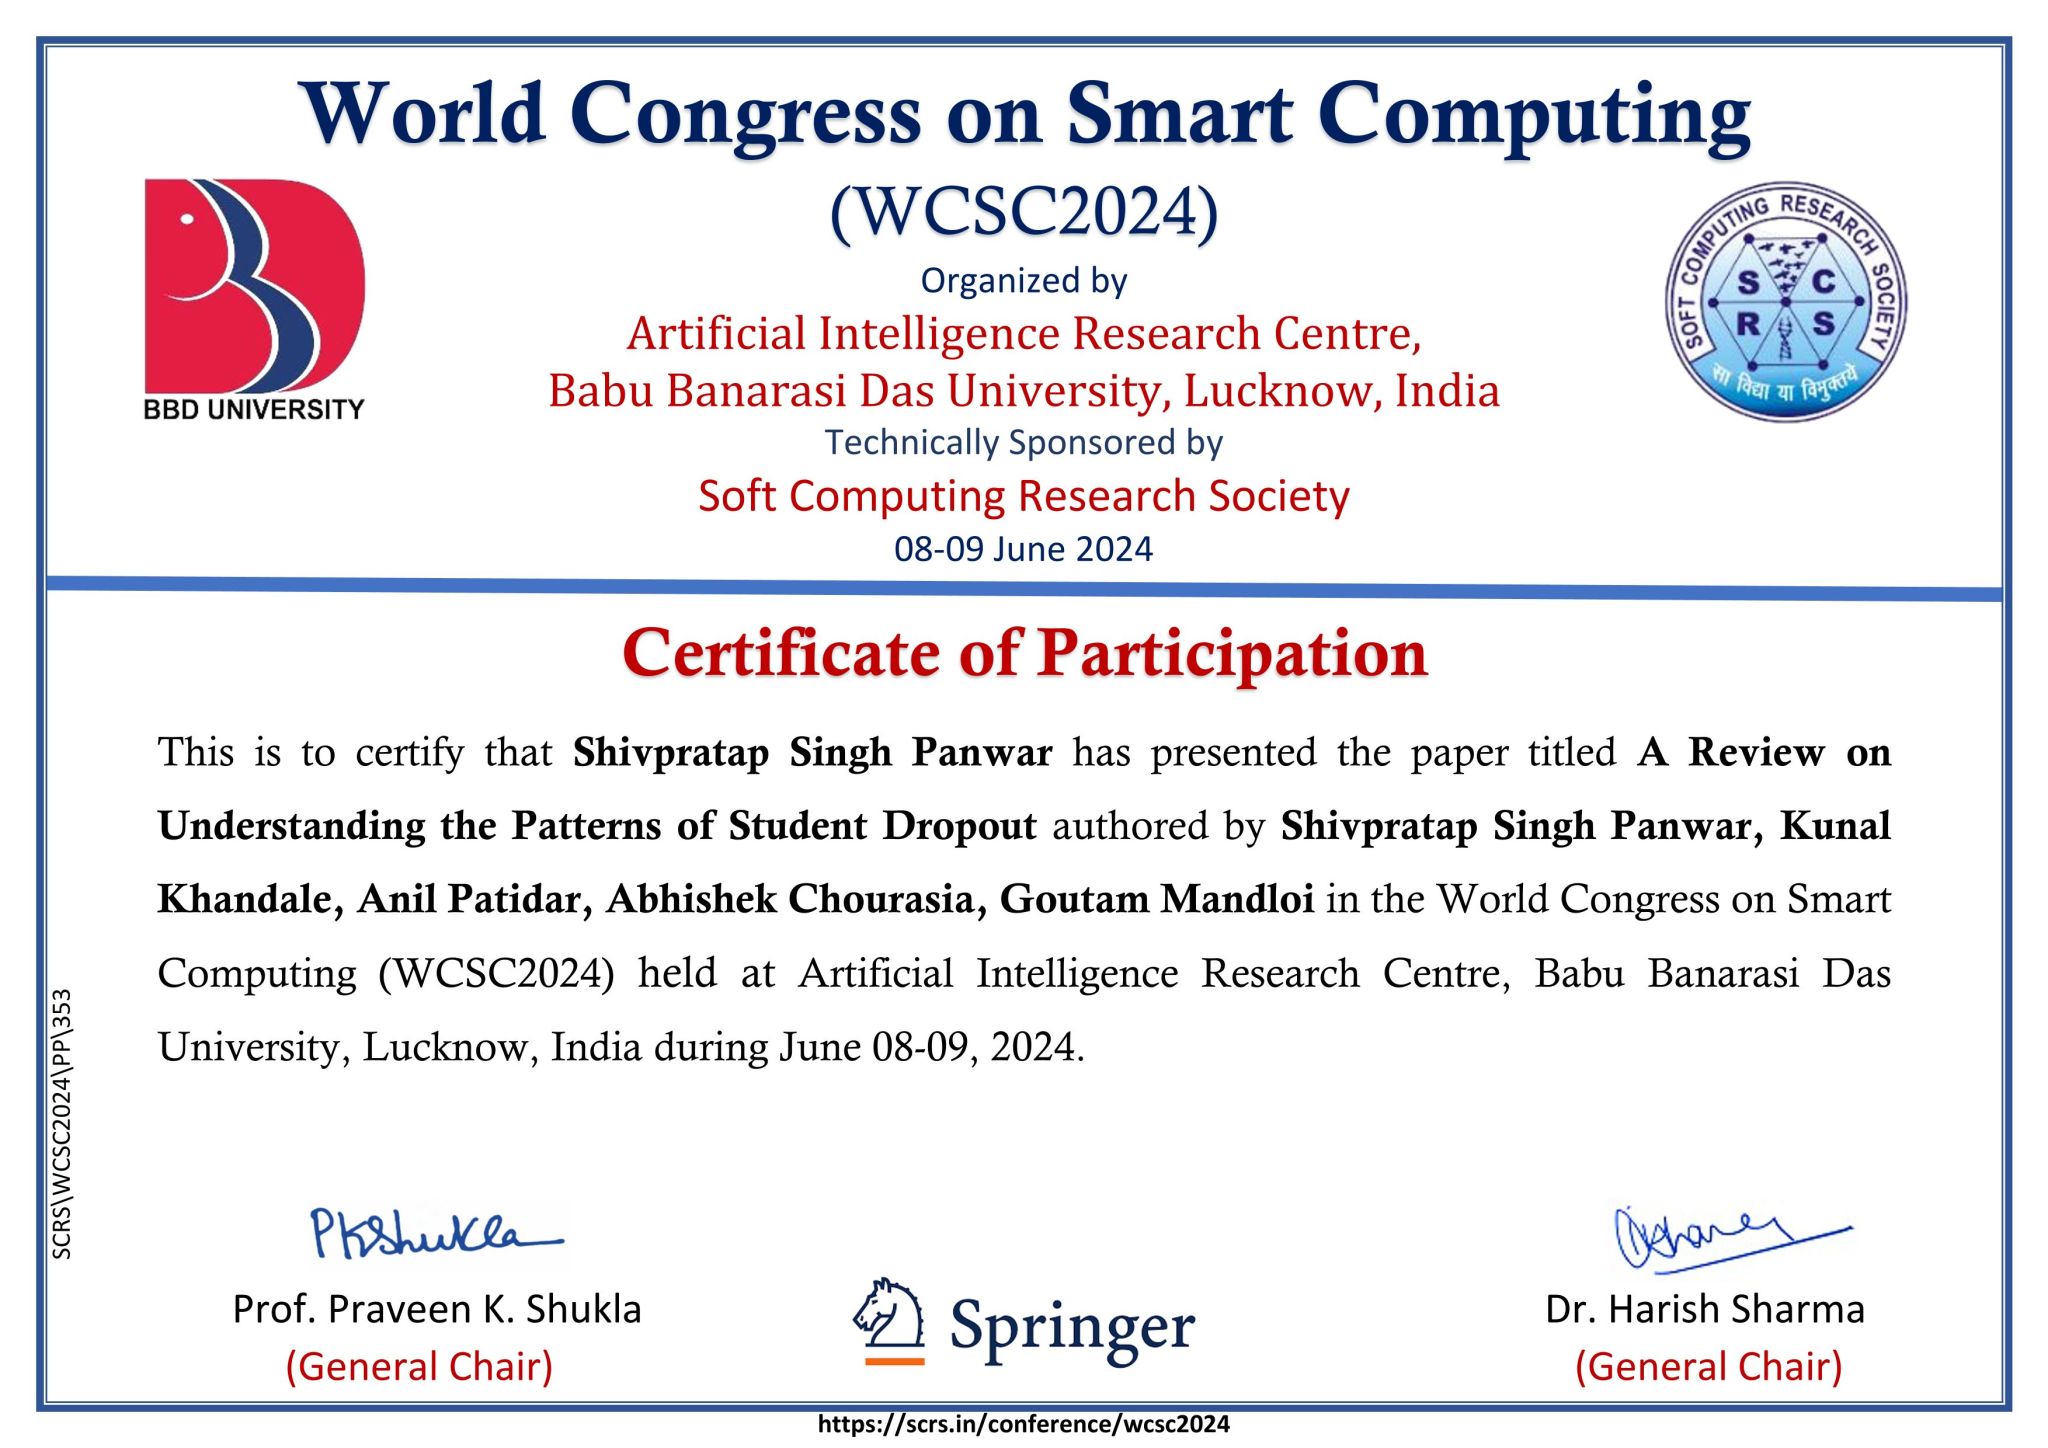 World Congress on Smart Computing
(WCSC2024)
BBD UNIVERSITY
SOFT COMPUTING RESEARCH SOCIETY
S C
R S
सा विद्या या विमुक्तये
Organized by
Artificial Intelligence Research Centre,
Babu Banarasi Das University, Lucknow, India
Technically Sponsored by
Soft Computing Research Society
08-09 June 2024
Certificate of Participation
This is to certify that Shivpratap Singh Panwar has presented the paper titled A Review on
Understanding the Patterns of Student Dropout authored by Shivpratap Singh Panwar, Kunal
Khandale, Anil Patidar, Abhishek Chourasia, Goutam Mandloi in the World Congress on Smart
Computing (WCSC2024) held at Artificial Intelligence Research Centre, Babu Banarasi Das
University, Lucknow, India during June 08-09, 2024.
SCRS\WCSC2024\PP\353
PKShukla
Prof. Praveen K. Shukla
(General Chair)
Springer
Dr. Harish Sharma
(General Chair)
https://scrs.in/conference/wcsc2024